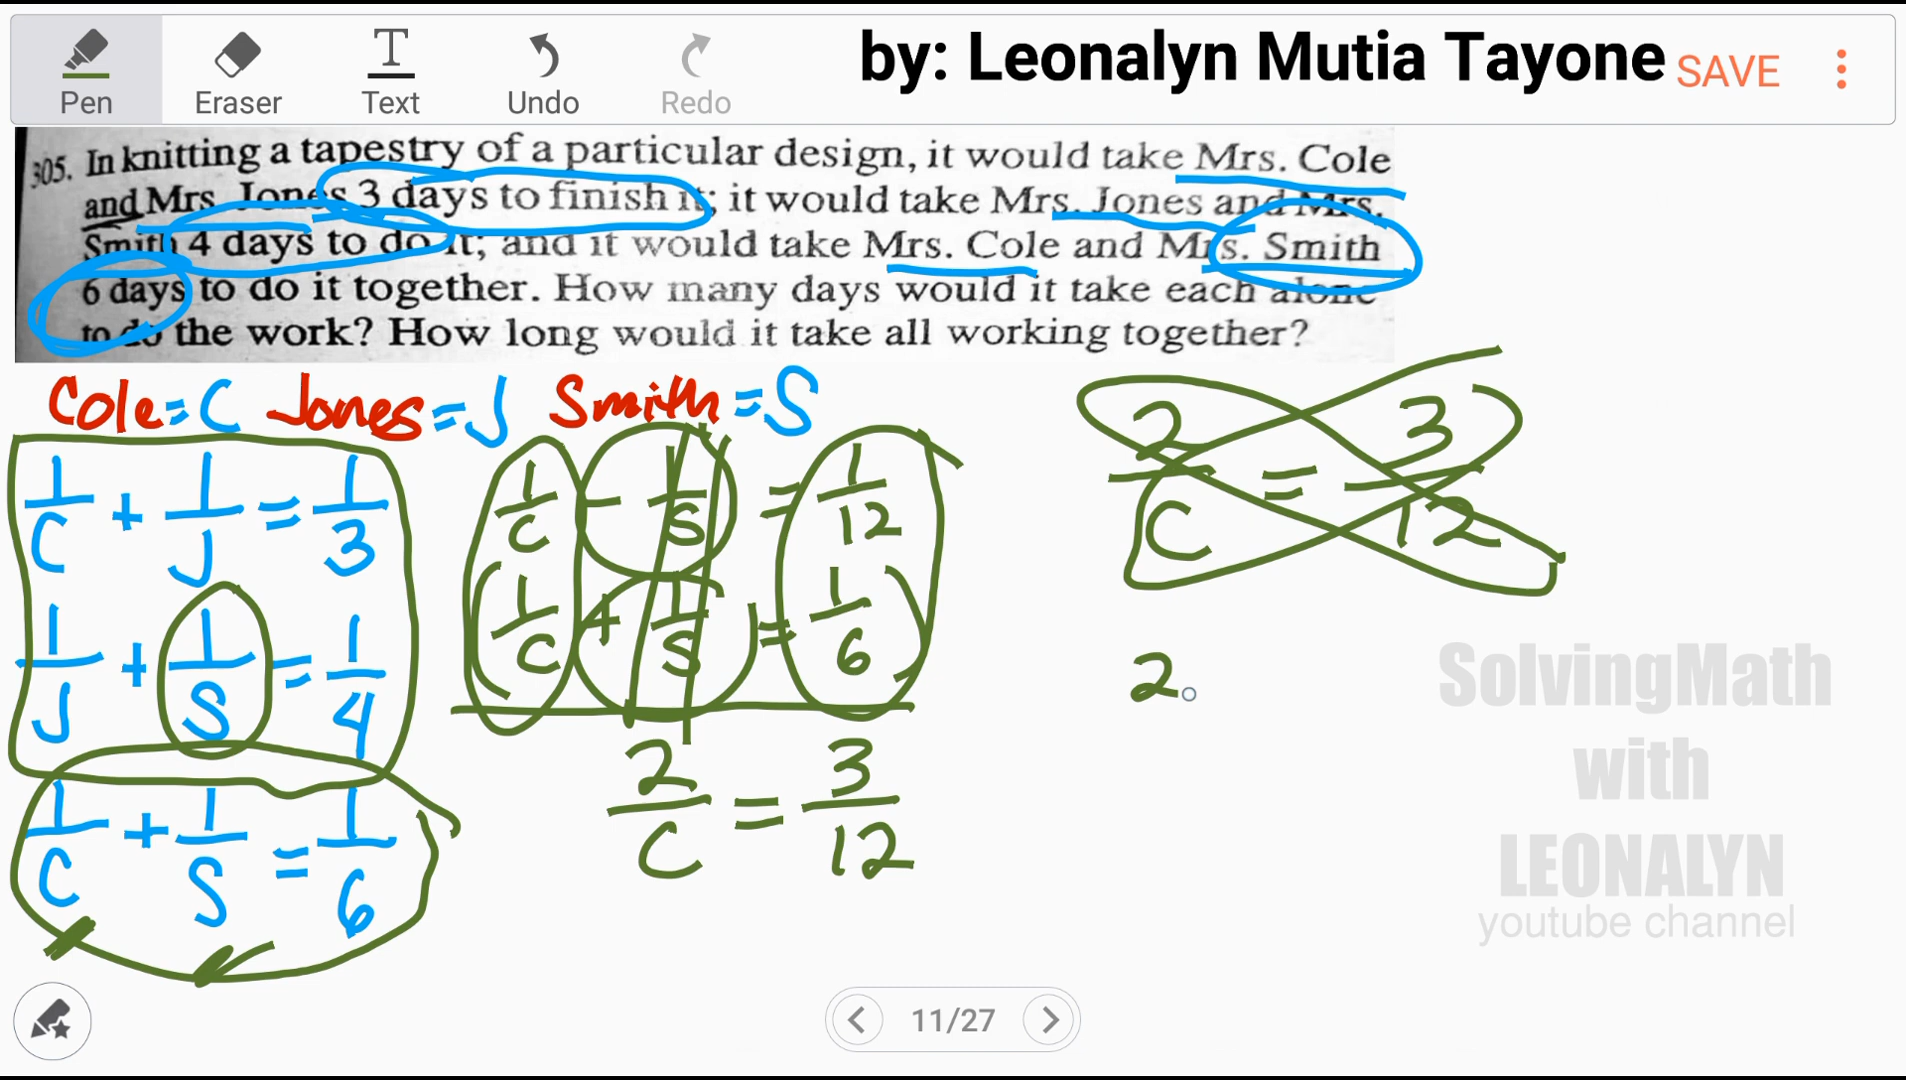 Pen Eraser Text Undo Redo by: Leonalyn Mutia Tayone SAVE
305. In knitting a tapestry of a particular design, it would take Mrs. Cole
and Mrs. Jones 3 days to finish it; it would take Mrs. Jones and Mrs.
Smith 4 days to do it; and it would take Mrs. Cole and Mrs. Smith
6 days to do it together. How many days would it take each alone
to do the work? How long would it take all working together?
Cole=C Jones=J Smith=S
1/C + 1/J = 1/3
1/J + 1/S = 1/4
1/C + 1/S = 1/6
1/C - 1/S = 1/12
1/C + 1/S = 1/6
2/C = 3/12
2/C = 3/12
2
SolvingMath
with
LEONALYN
youtube channel
11/27